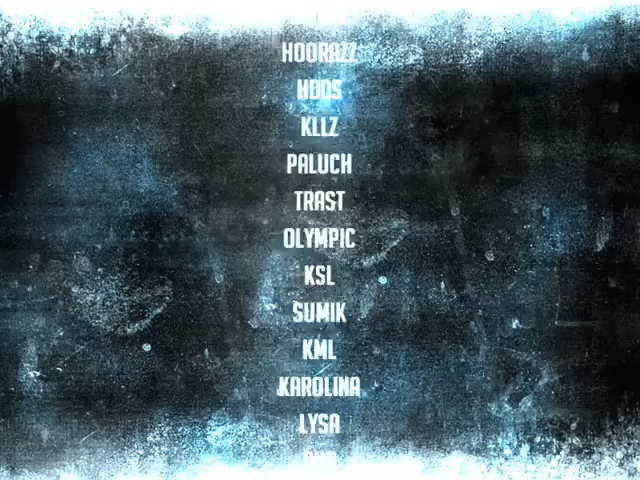 HOORAZZ
HDDS
KLLZ
PALUCH
TRAST
OLYMPIC
KSL
SUMIK
KML
KAROLINA
LYSA